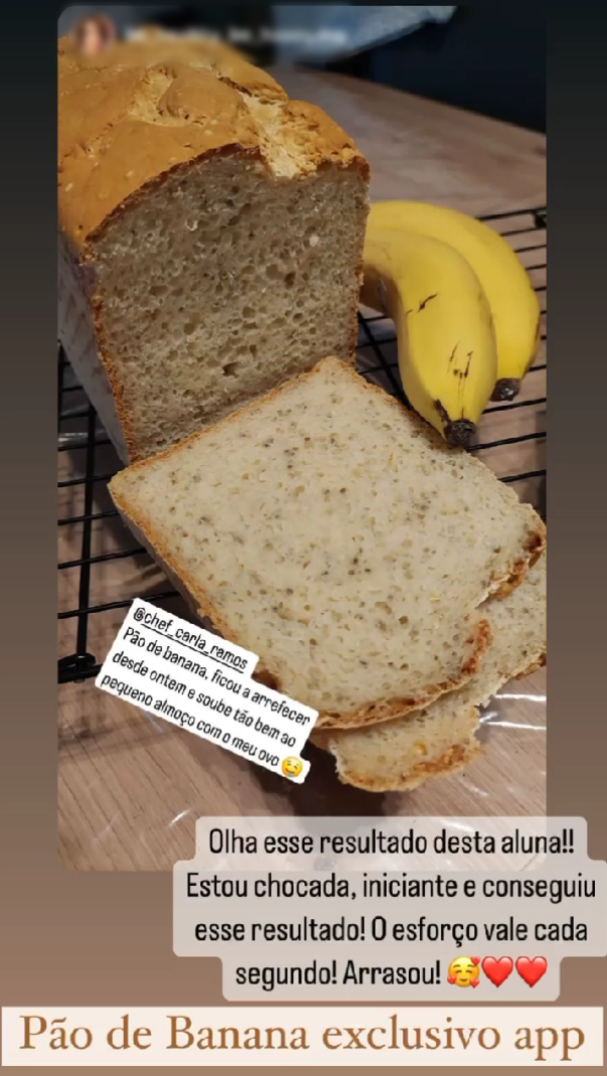 @chef_carla_ramos
Pão de banana, ficou a arrefecer
desde ontem e soube tão bem ao
pequeno almoço com o meu ovo 🤤
Olha esse resultado desta aluna!!
Estou chocada, iniciante e conseguiu
esse resultado! O esforço vale cada
segundo! Arrasou! 🥰❤️❤️
Pão de Banana exclusivo app